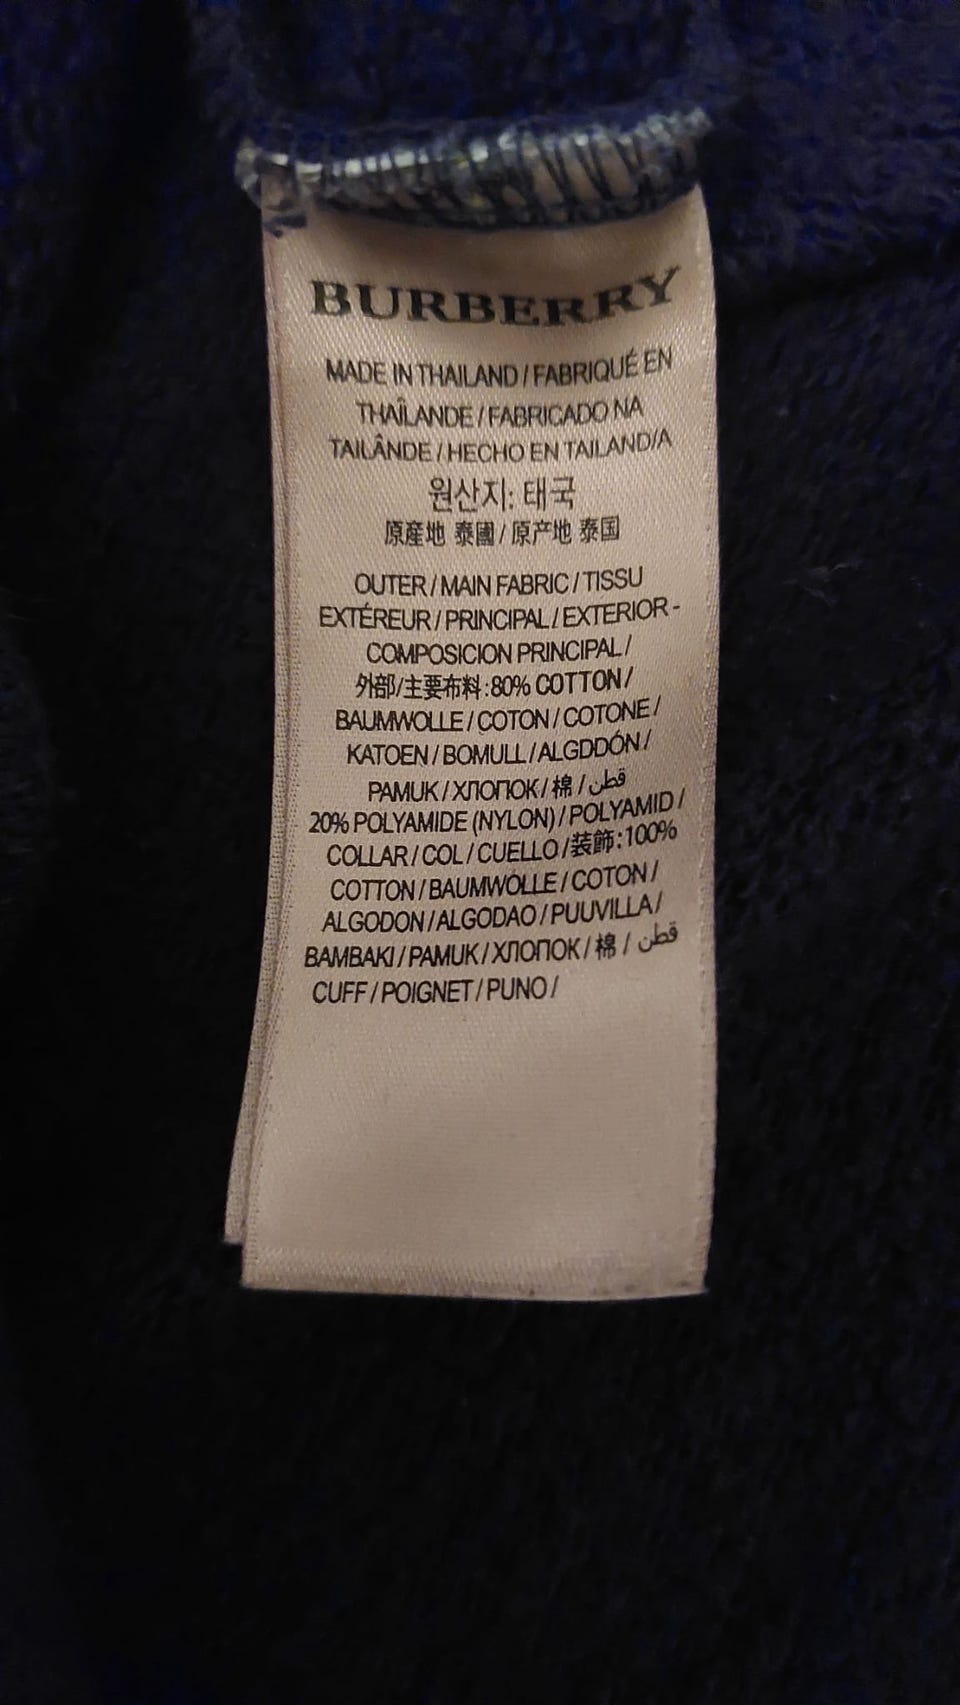 BURBERRY
MADE IN THAILAND / FABRIQUÉ EN
THAÎLANDE / FABRICADO NA
TAILÂNDE / HECHO EN TAILAND/A
원산지: 태국
原産地 泰國 / 原产地 泰国
OUTER / MAIN FABRIC / TISSU
EXTÉREUR / PRINCIPAL / EXTERIOR -
COMPOSICION PRINCIPAL /
外部/主要布料:80% COTTON /
BAUMWOLLE / COTON / COTONE /
KATOEN / BOMULL / ALGDDÓN /
PAMUK / ХЛОПОК / 棉 / قطن
20% POLYAMIDE (NYLON) / POLYAMID /
COLLAR / COL / CUELLO / 装飾:100%
COTTON / BAUMWOLLE / COTON /
ALGODON / ALGODAO / PUUVILLA /
BAMBAKI / PAMUK / ХЛОПОК / 棉 / قطن
CUFF / POIGNET / PUNO /